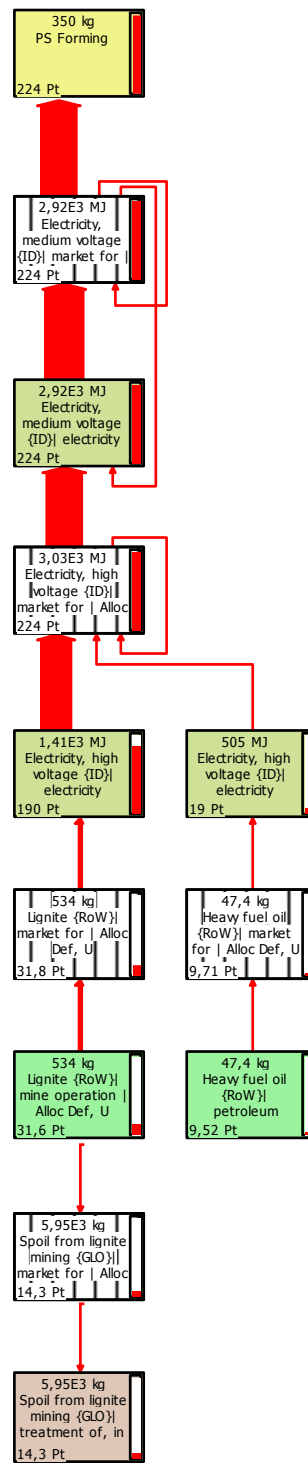 350 kg
PS Forming
224 Pt
2,92E3 MJ
Electricity,
medium voltage
{ID}| market for |
224 Pt
2,92E3 MJ
Electricity,
medium voltage
{ID}| electricity
224 Pt
3,03E3 MJ
Electricity, high
voltage {ID}|
market for | Alloc
224 Pt
1,41E3 MJ
Electricity, high
voltage {ID}|
electricity
190 Pt
505 MJ
Electricity, high
voltage {ID}|
electricity
19 Pt
534 kg
Lignite {RoW}|
market for | Alloc
Def, U
31,8 Pt
47,4 kg
Heavy fuel oil
{RoW}| market
for | Alloc Def, U
9,71 Pt
534 kg
Lignite {RoW}|
mine operation |
Alloc Def, U
31,6 Pt
47,4 kg
Heavy fuel oil
{RoW}|
petroleum
9,52 Pt
5,95E3 kg
Spoil from lignite
mining {GLO}|
market for | Alloc
14,3 Pt
5,95E3 kg
Spoil from lignite
mining {GLO}|
treatment of, in
14,3 Pt